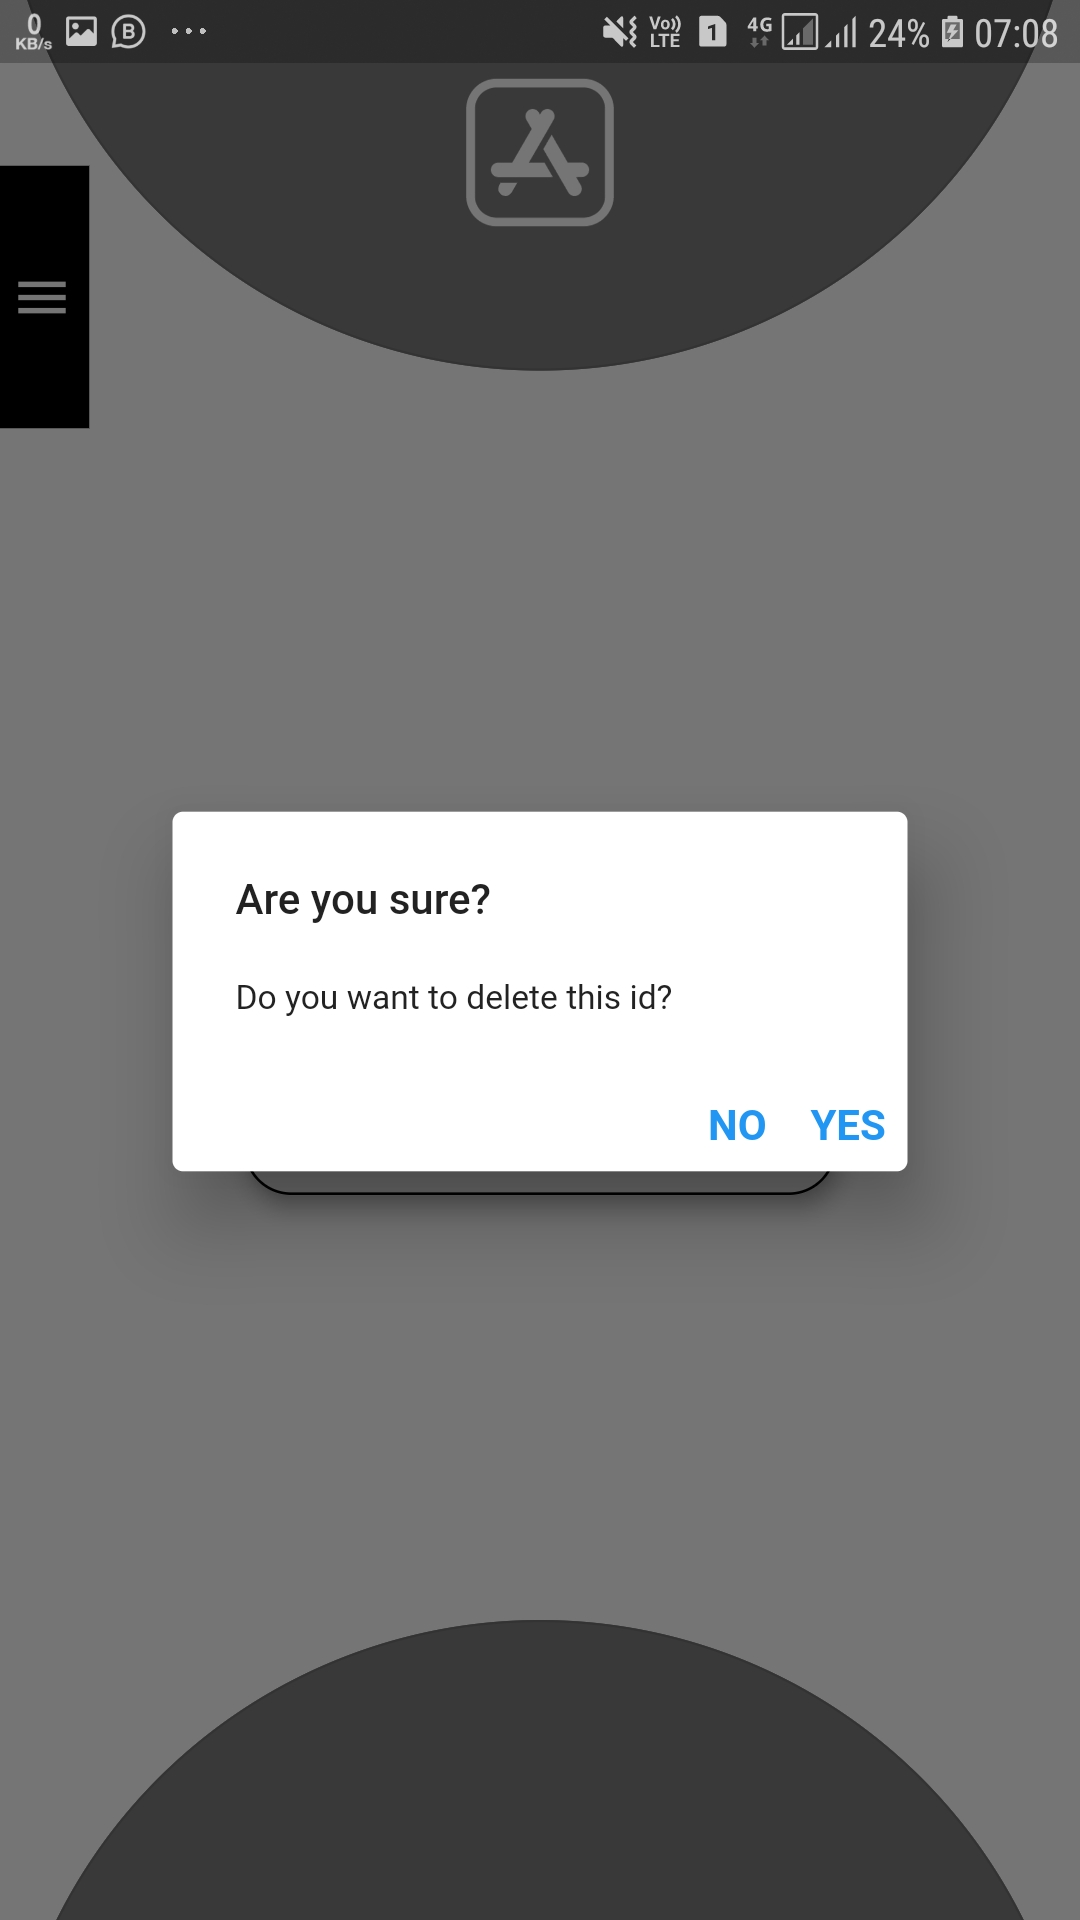 0
KB/s
B
Vo))
LTE
1
4G
24%
07:08
Are you sure?
Do you want to delete this id?
NO YES